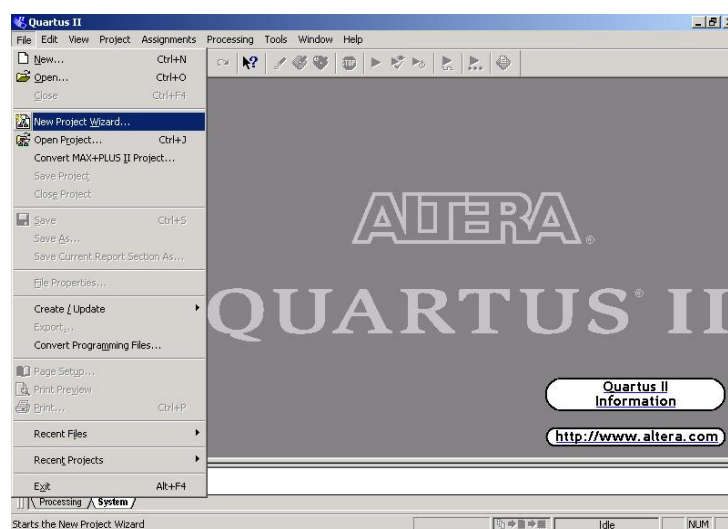 Quartus II
File Edit View Project Assignments Processing Tools Window Help
New... Ctrl+N
Open... Ctrl+O
Close Ctrl+F4
New Project Wizard...
Open Project... Ctrl+J
Convert MAX+PLUS II Project...
Save Project
Close Project
Save Ctrl+S
Save As...
Save Current Report Section As...
File Properties...
Create / Update
Export...
Convert Programming Files...
Page Setup...
Print Preview
Print... Ctrl+P
Recent Files
Recent Projects
Exit Alt+F4
ALTERA®
QUARTUS® II
Quartus II
Information
http://www.altera.com
Processing System
Starts the New Project Wizard Idle NUM